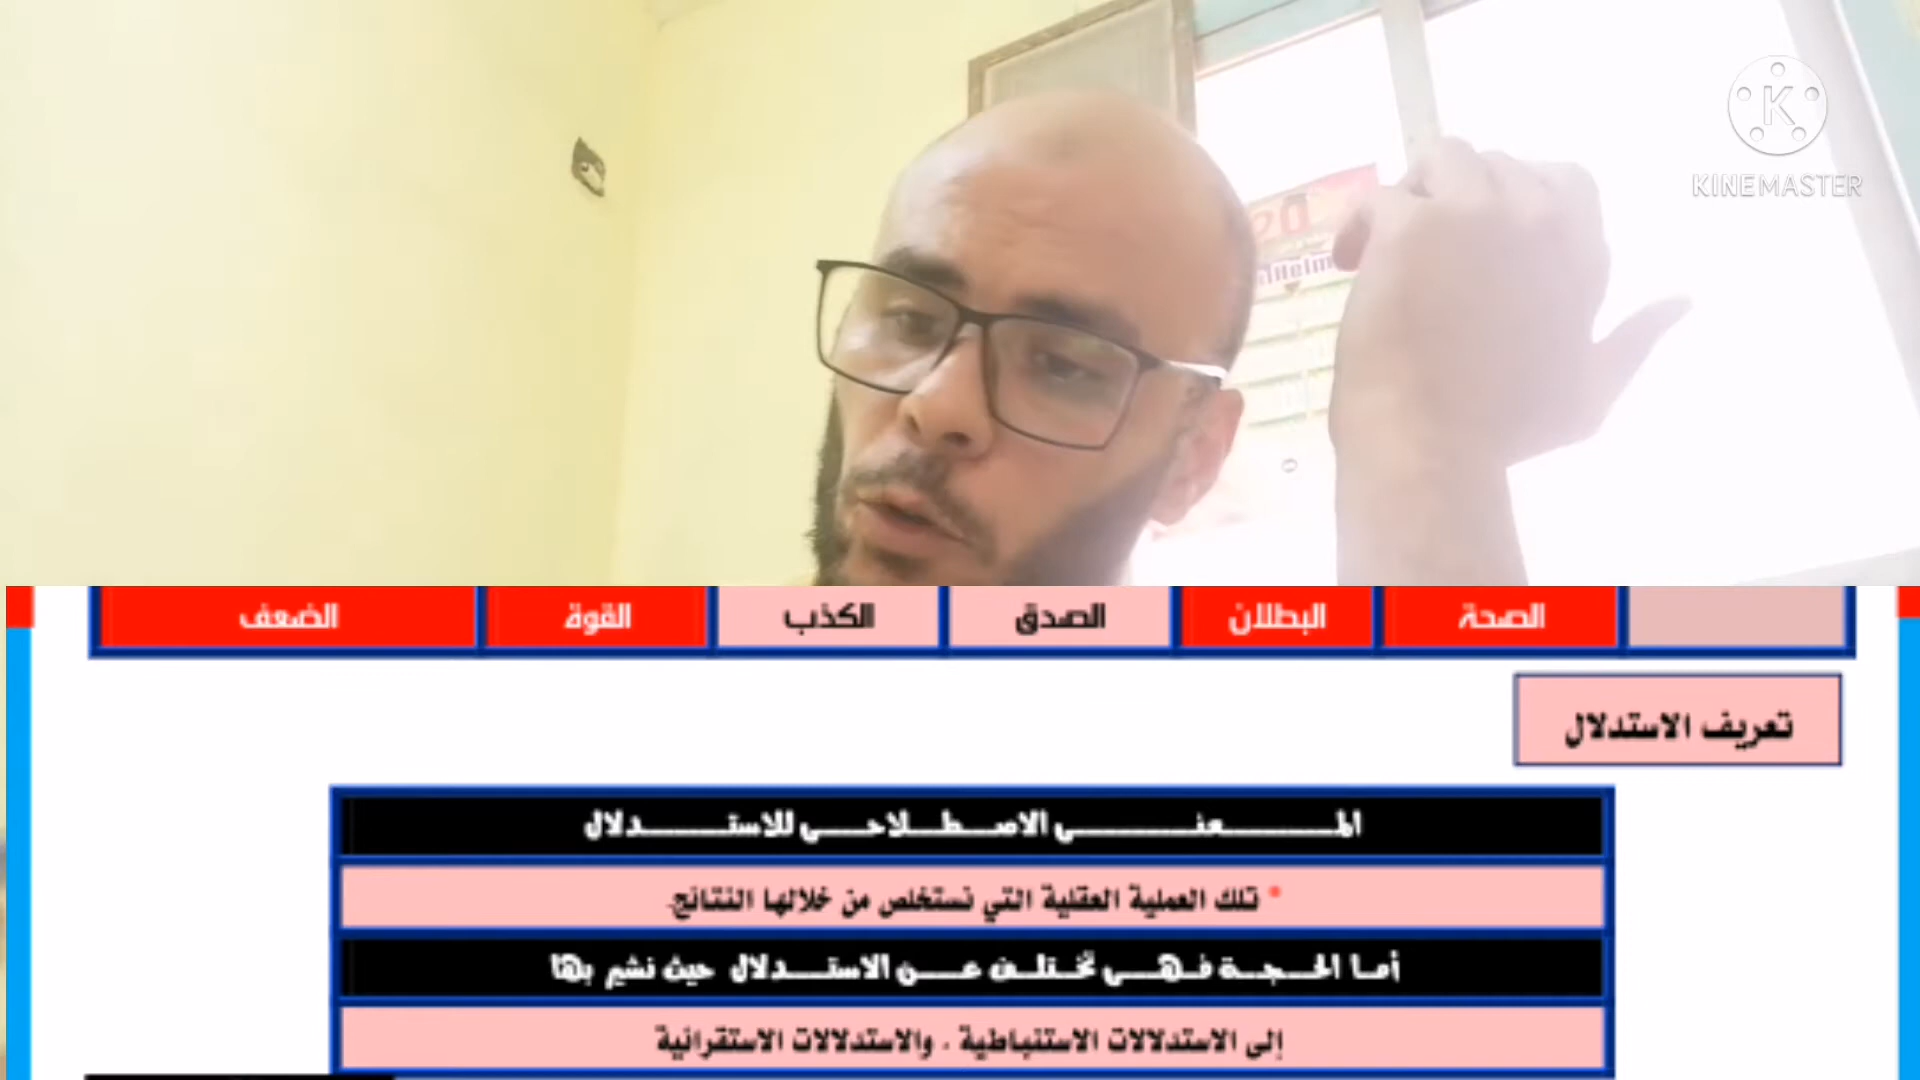 KINEMASTER
الصحة البطلان الصدق الكذب القوة الضعف
تعريف الاستدلال
المعنى الاصطلاحي للاستدلال
* تلك العملية العقلية التي نستخلص من خلالها النتائج.
أما الحجة فهي تختلف عن الاستدلال حيث نشير بها
إلى الاستدلالات الاستنباطية ، والاستدلالات الاستقرائية